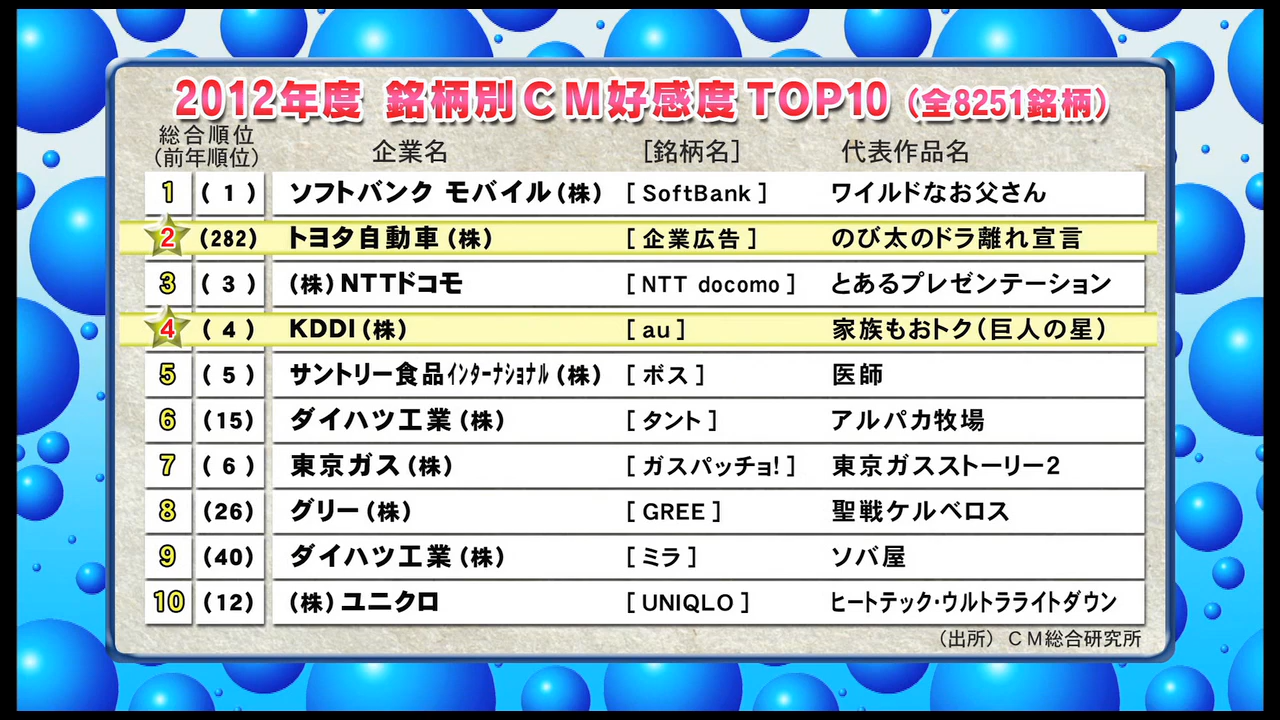 2012年度 銘柄別CM好感度TOP10(全8251銘柄)
総合順位
(前年順位) 企業名 [銘柄名] 代表作品名
1 (1) ソフトバンク モバイル(株) [SoftBank] ワイルドなお父さん
2 (282) トヨタ自動車(株) [企業広告] のび太のドラ離れ宣言
3 (3) (株)NTTドコモ [NTT docomo] とあるプレゼンテーション
4 (4) KDDI(株) [au] 家族もおトク(巨人の星)
5 (5) サントリー食品インターナショナル(株) [ボス] 医師
6 (15) ダイハツ工業(株) [タント] アルパカ牧場
7 (6) 東京ガス(株) [ガスパッチョ!] 東京ガスストーリー2
8 (26) グリー(株) [GREE] 聖戦ケルベロス
9 (40) ダイハツ工業(株) [ミラ] ソバ屋
10 (12) (株)ユニクロ [UNIQLO] ヒートテック・ウルトラライトダウン
(出所) CM総合研究所